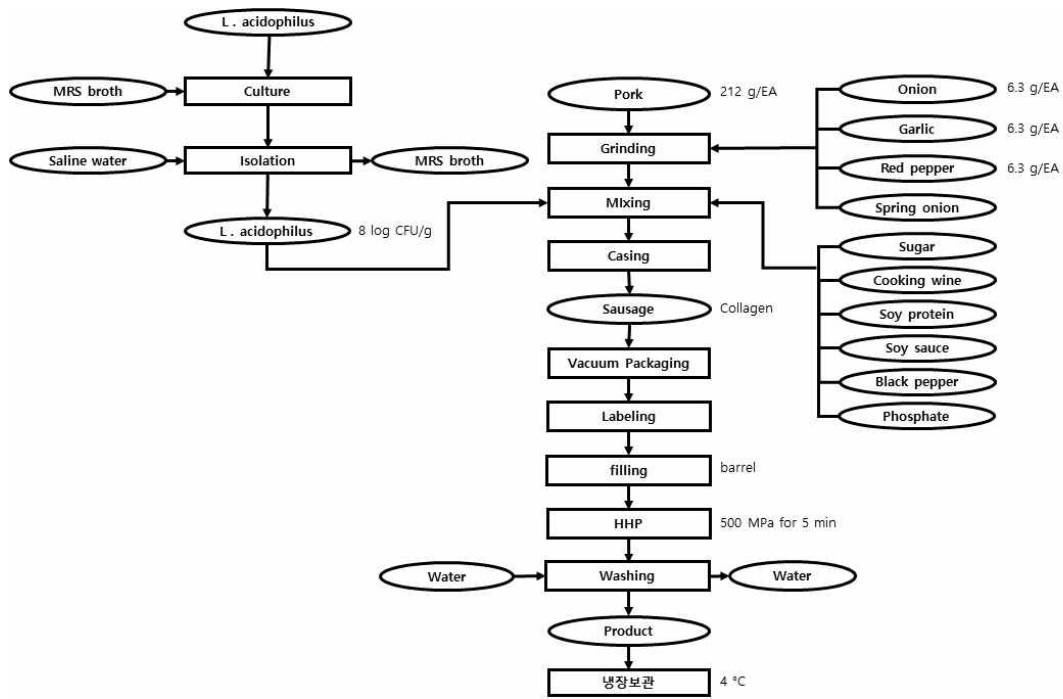 L . acidophilus
MRS broth
Culture
Saline water
Isolation
MRS broth
L. acidophilus
8 log CFU/g
Pork
212 g/EA
Grinding
MIxing
Casing
Sausage
Collagen
Vacuum Packaging
Labeling
filling
barrel
HHP
500 MPa for 5 min
Water
Washing
Water
Product
냉장보관
4 °C
Onion
6.3 g/EA
Garlic
6.3 g/EA
Red pepper
6.3 g/EA
Spring onion
Sugar
Cooking wine
Soy protein
Soy sauce
Black pepper
Phosphate